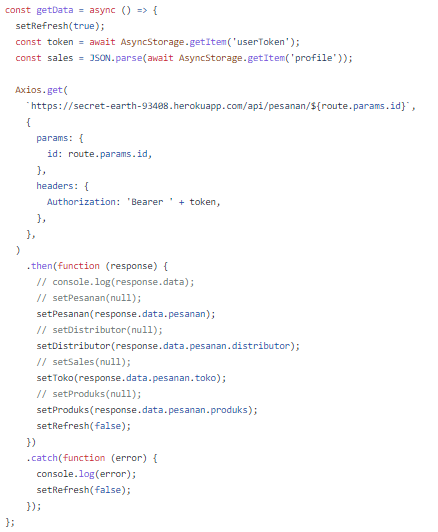 const getData = async () => {
  setRefresh(true);
  const token = await AsyncStorage.getItem('userToken');
  const sales = JSON.parse(await AsyncStorage.getItem('profile'));

  Axios.get(
    `https://secret-earth-93408.herokuapp.com/api/pesanan/${route.params.id}`,
    {
      params: {
        id: route.params.id,
      },
      headers: {
        Authorization: 'Bearer ' + token,
      },
    },
  )
    .then(function (response) {
      // console.log(response.data);
      // setPesanan(null);
      setPesanan(response.data.pesanan);
      // setDistributor(null);
      setDistributor(response.data.pesanan.distributor);
      // setSales(null);
      setToko(response.data.pesanan.toko);
      // setProduks(null);
      setProduks(response.data.pesanan.produks);
      setRefresh(false);
    })
    .catch(function (error) {
      console.log(error);
      setRefresh(false);
    });
};